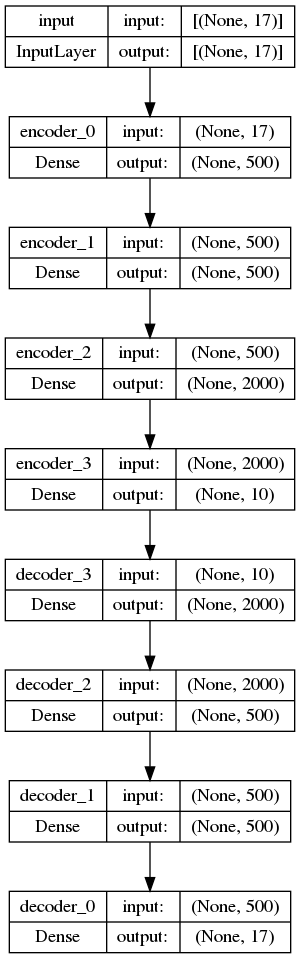 input input: [(None, 17)]
InputLayer output: [(None, 17)]
encoder_0 input: (None, 17)
Dense output: (None, 500)
encoder_1 input: (None, 500)
Dense output: (None, 500)
encoder_2 input: (None, 500)
Dense output: (None, 2000)
encoder_3 input: (None, 2000)
Dense output: (None, 10)
decoder_3 input: (None, 10)
Dense output: (None, 2000)
decoder_2 input: (None, 2000)
Dense output: (None, 500)
decoder_1 input: (None, 500)
Dense output: (None, 500)
decoder_0 input: (None, 500)
Dense output: (None, 17)